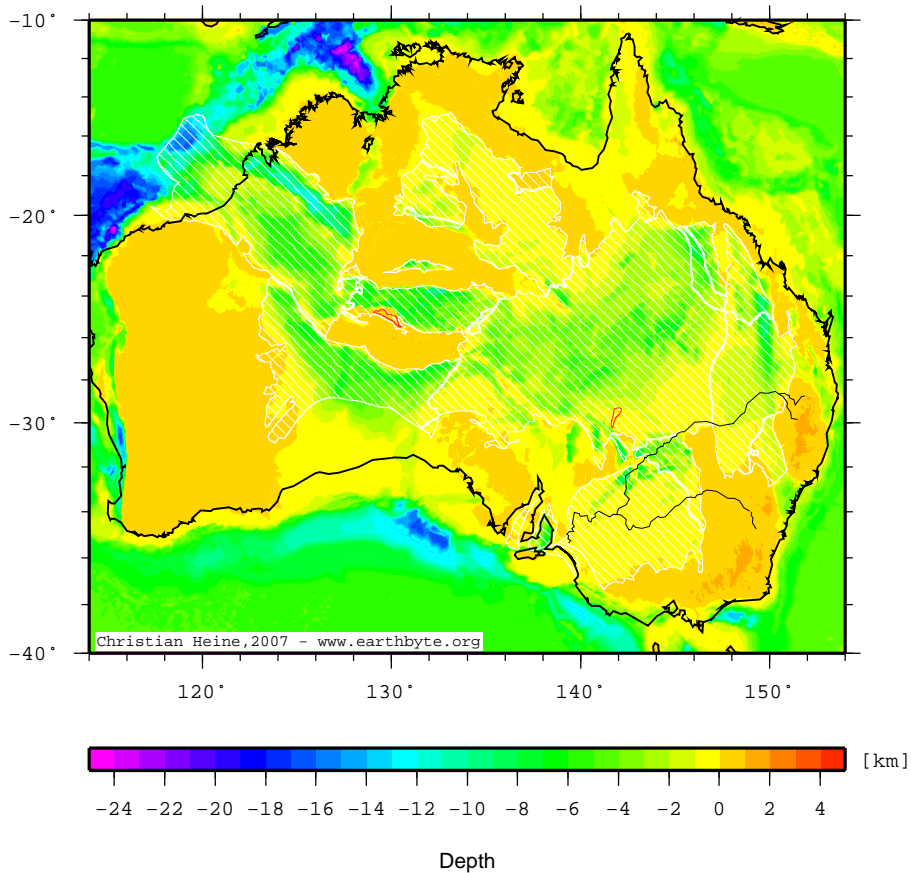 −10˚
−20˚
−30˚
−40˚
Christian Heine,2007 − www.earthbyte.org
120˚ 130˚ 140˚ 150˚
[km]
−24 −22 −20 −18 −16 −14 −12 −10 −8 −6 −4 −2 0 2 4
Depth